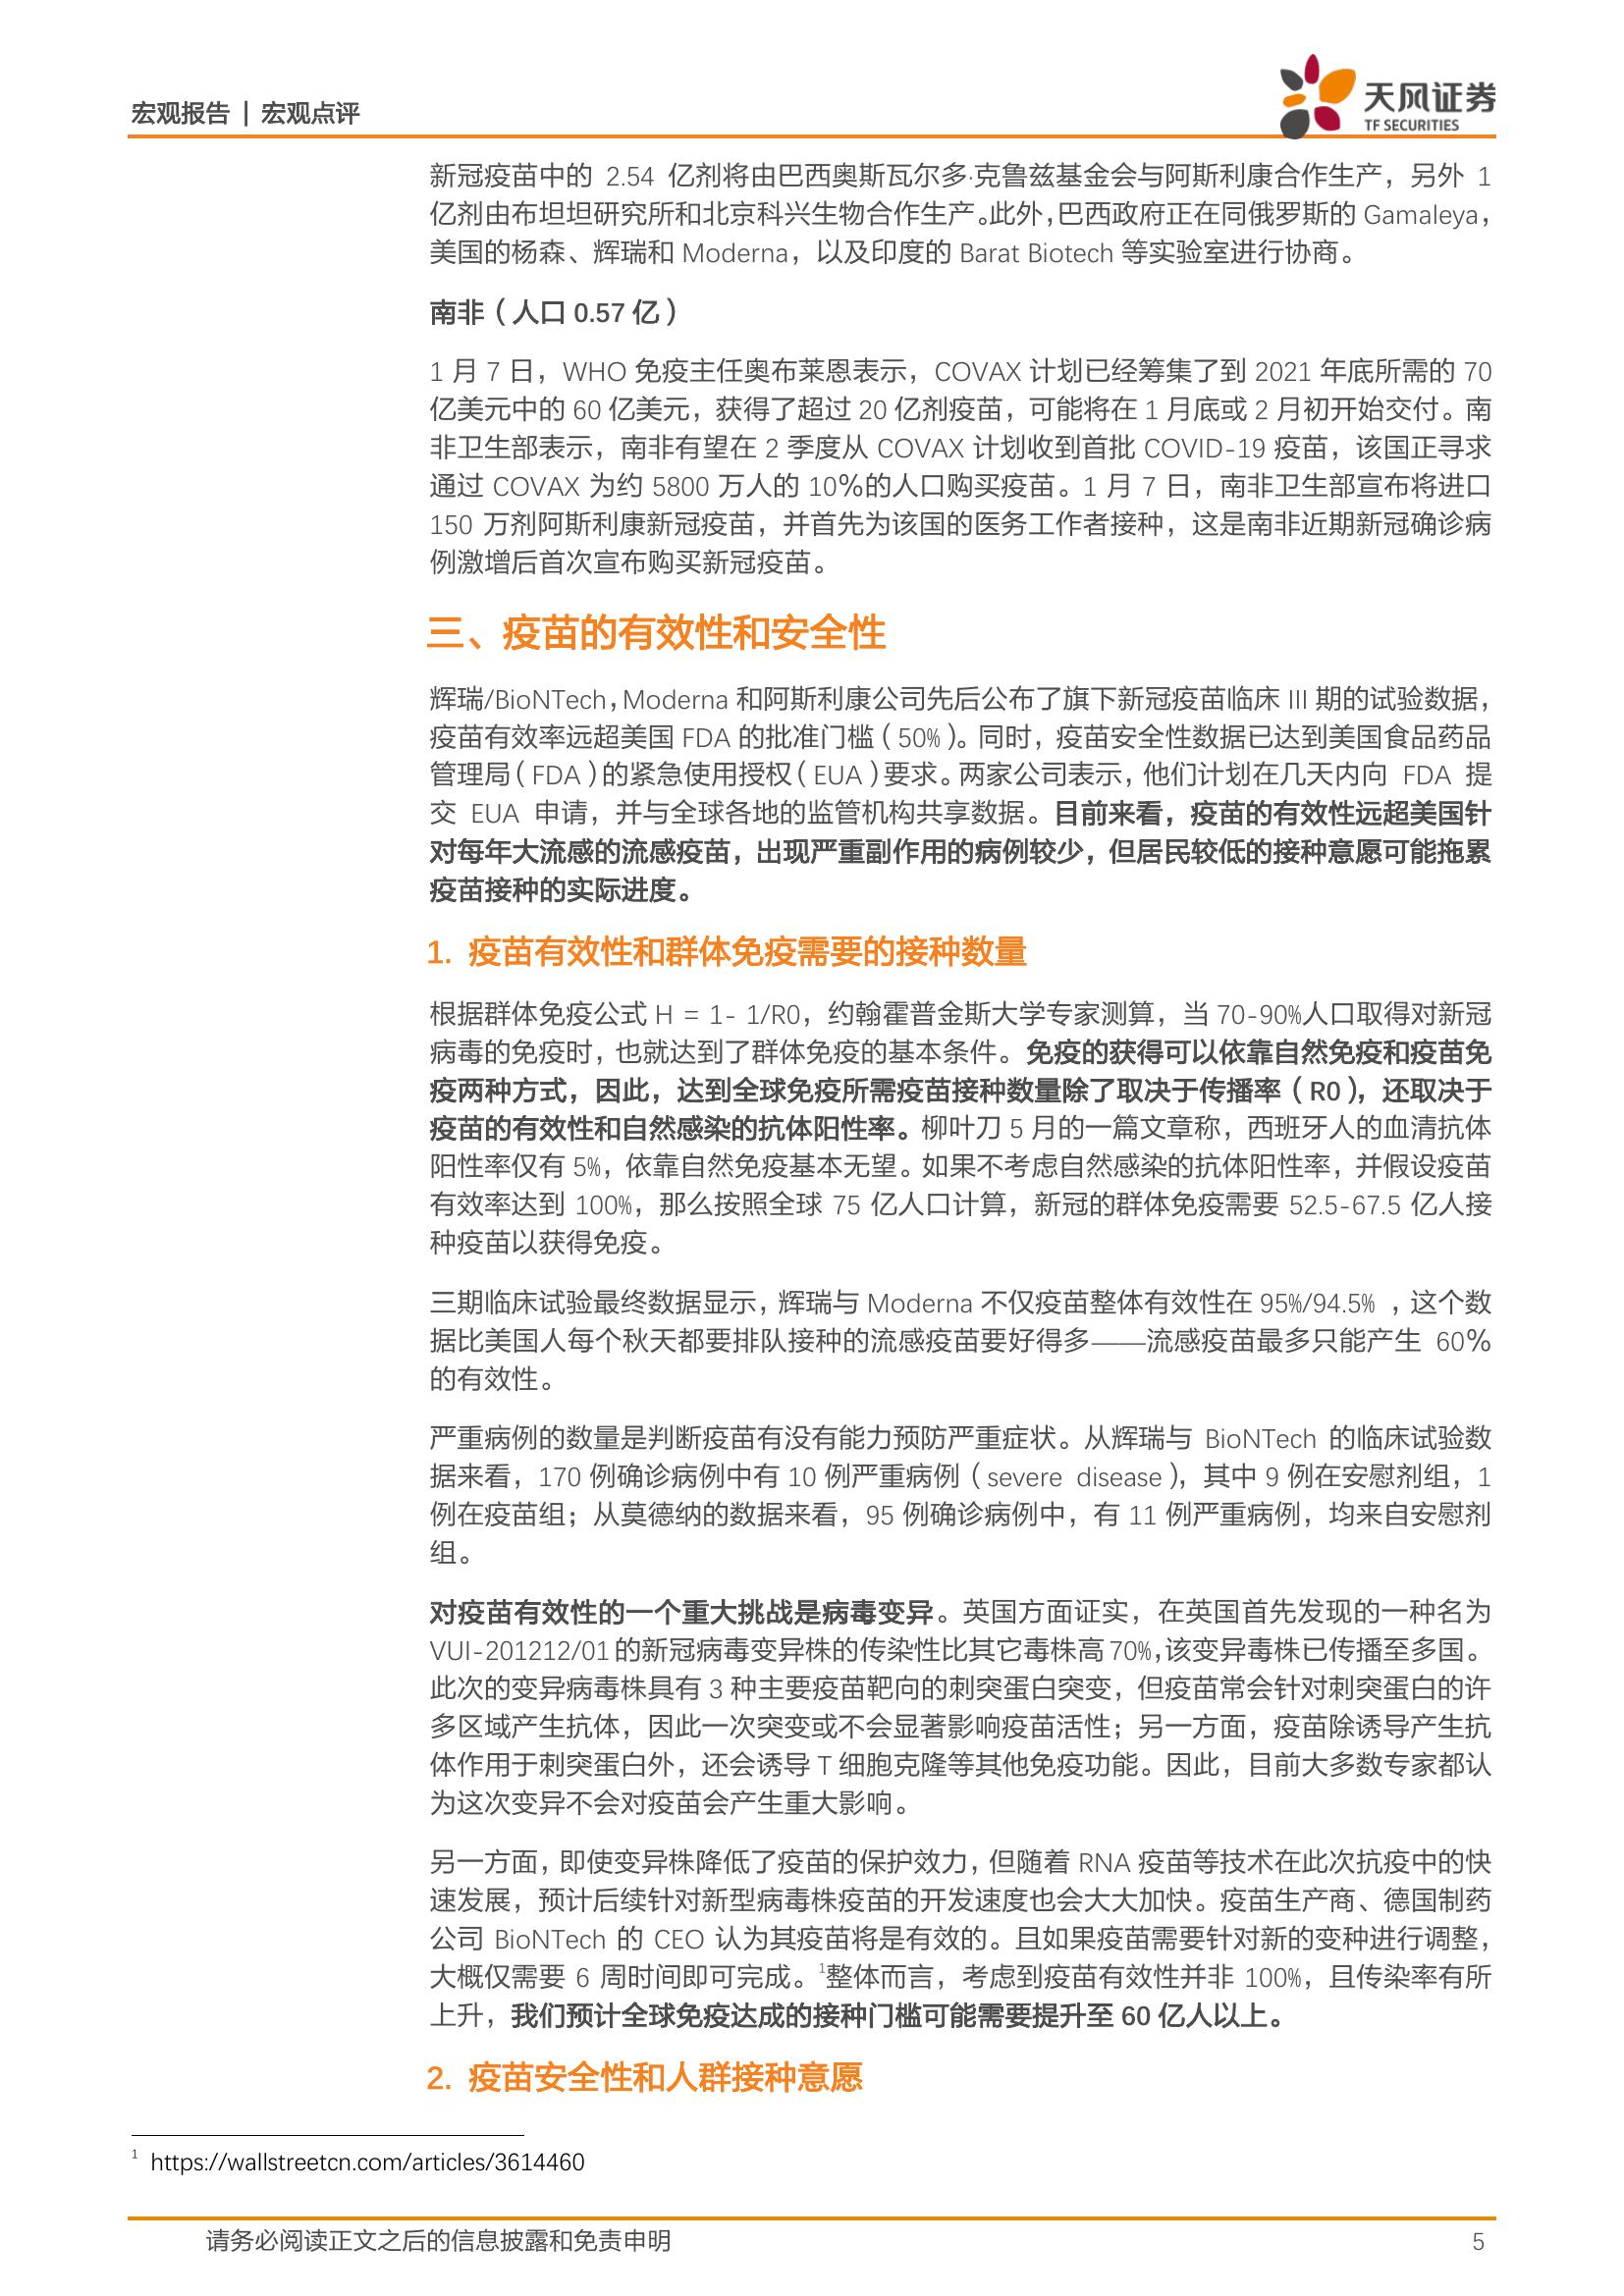 宏观报告 | 宏观点评
天风证券
TF SECURITIES
新冠疫苗中的 2.54 亿剂将由巴西奥斯瓦尔多·克鲁兹基金会与阿斯利康合作生产，另外 1
亿剂由布坦坦研究所和北京科兴生物合作生产。此外，巴西政府正在同俄罗斯的 Gamaleya，
美国的杨森、辉瑞和 Moderna，以及印度的 Barat Biotech 等实验室进行协商。
南非（人口 0.57 亿）
1 月 7 日，WHO 免疫主任奥布莱恩表示，COVAX 计划已经筹集了到 2021 年底所需的 70
亿美元中的 60 亿美元，获得了超过 20 亿剂疫苗，可能将在 1 月底或 2 月初开始交付。南
非卫生部表示，南非有望在 2 季度从 COVAX 计划收到首批 COVID-19 疫苗，该国正寻求
通过 COVAX 为约 5800 万人的 10%的人口购买疫苗。1 月 7 日，南非卫生部宣布将进口
150 万剂阿斯利康新冠疫苗，并首先为该国的医务工作者接种，这是南非近期新冠确诊病
例激增后首次宣布购买新冠疫苗。
三、疫苗的有效性和安全性
辉瑞/BioNTech，Moderna 和阿斯利康公司先后公布了旗下新冠疫苗临床 III 期的试验数据，
疫苗有效率远超美国 FDA 的批准门槛（50%）。同时，疫苗安全性数据已达到美国食品药品
管理局（FDA）的紧急使用授权（EUA）要求。两家公司表示，他们计划在几天内向 FDA 提
交 EUA 申请，并与全球各地的监管机构共享数据。目前来看，疫苗的有效性远超美国针
对每年大流感的流感疫苗，出现严重副作用的病例较少，但居民较低的接种意愿可能拖累
疫苗接种的实际进度。
1. 疫苗有效性和群体免疫需要的接种数量
根据群体免疫公式 H = 1- 1/R0，约翰霍普金斯大学专家测算，当 70-90%人口取得对新冠
病毒的免疫时，也就达到了群体免疫的基本条件。免疫的获得可以依靠自然免疫和疫苗免
疫两种方式，因此，达到全球免疫所需疫苗接种数量除了取决于传播率（R0），还取决于
疫苗的有效性和自然感染的抗体阳性率。柳叶刀 5 月的一篇文章称，西班牙人的血清抗体
阳性率仅有 5%，依靠自然免疫基本无望。如果不考虑自然感染的抗体阳性率，并假设疫苗
有效率达到 100%，那么按照全球 75 亿人口计算，新冠的群体免疫需要 52.5-67.5 亿人接
种疫苗以获得免疫。
三期临床试验最终数据显示，辉瑞与 Moderna 不仅疫苗整体有效性在 95%/94.5% ，这个数
据比美国人每个秋天都要排队接种的流感疫苗要好得多——流感疫苗最多只能产生 60%
的有效性。
严重病例的数量是判断疫苗有没有能力预防严重症状。从辉瑞与 BioNTech 的临床试验数
据来看，170 例确诊病例中有 10 例严重病例（severe disease），其中 9 例在安慰剂组，1
例在疫苗组；从莫德纳的数据来看，95 例确诊病例中，有 11 例严重病例，均来自安慰剂
组。
对疫苗有效性的一个重大挑战是病毒变异。英国方面证实，在英国首先发现的一种名为
VUI-201212/01 的新冠病毒变异株的传染性比其它毒株高 70%，该变异毒株已传播至多国。
此次的变异病毒株具有 3 种主要疫苗靶向的刺突蛋白突变，但疫苗常会针对刺突蛋白的许
多区域产生抗体，因此一次突变或不会显著影响疫苗活性；另一方面，疫苗除诱导产生抗
体作用于刺突蛋白外，还会诱导 T 细胞克隆等其他免疫功能。因此，目前大多数专家都认
为这次变异不会对疫苗会产生重大影响。
另一方面，即使变异株降低了疫苗的保护效力，但随着 RNA 疫苗等技术在此次抗疫中的快
速发展，预计后续针对新型病毒株疫苗的开发速度也会大大加快。疫苗生产商、德国制药
公司 BioNTech 的 CEO 认为其疫苗将是有效的。且如果疫苗需要针对新的变种进行调整，
大概仅需要 6 周时间即可完成。1整体而言，考虑到疫苗有效性并非 100%，且传染率有所
上升，我们预计全球免疫达成的接种门槛可能需要提升至 60 亿人以上。
2. 疫苗安全性和人群接种意愿
1 https://wallstreetcn.com/articles/3614460
请务必阅读正文之后的信息披露和免责申明 5